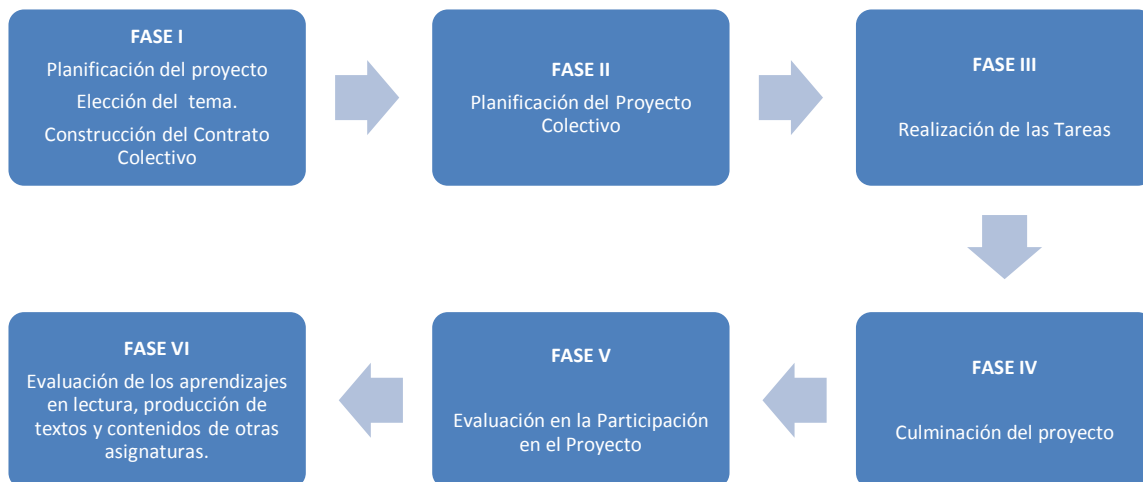 FASE I
Planificación del proyecto
Elección del tema.
Construcción del Contrato
Colectivo
FASE II
Planificación del Proyecto
Colectivo
FASE III
Realización de las Tareas
FASE IV
Culminación del proyecto
FASE V
Evaluación en la Participación
en el Proyecto
FASE VI
Evaluación de los aprendizajes
en lectura, producción de
textos y contenidos de otras
asignaturas.